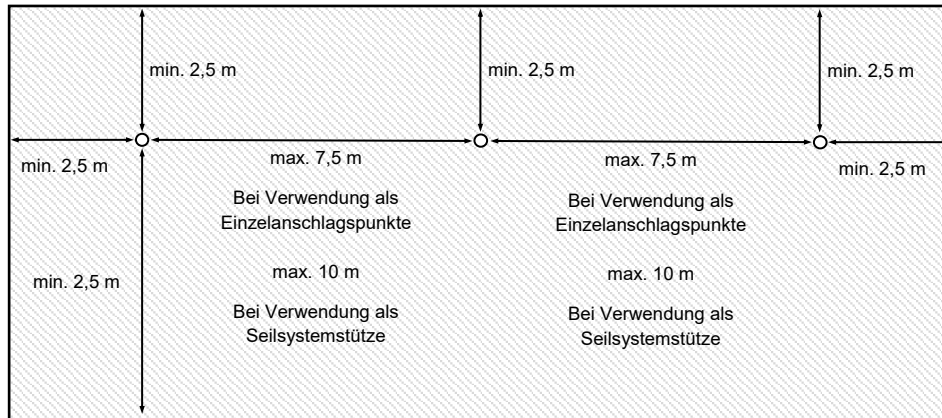 min. 2,5 m
min. 2,5 m
min. 2,5 m
min. 2,5 m
max. 7,5 m
max. 7,5 m
min. 2,5 m
Bei Verwendung als
Einzelanschlagspunkte
Bei Verwendung als
Einzelanschlagspunkte
min. 2,5 m
max. 10 m
max. 10 m
Bei Verwendung als
Seilsystemstütze
Bei Verwendung als
Seilsystemstütze